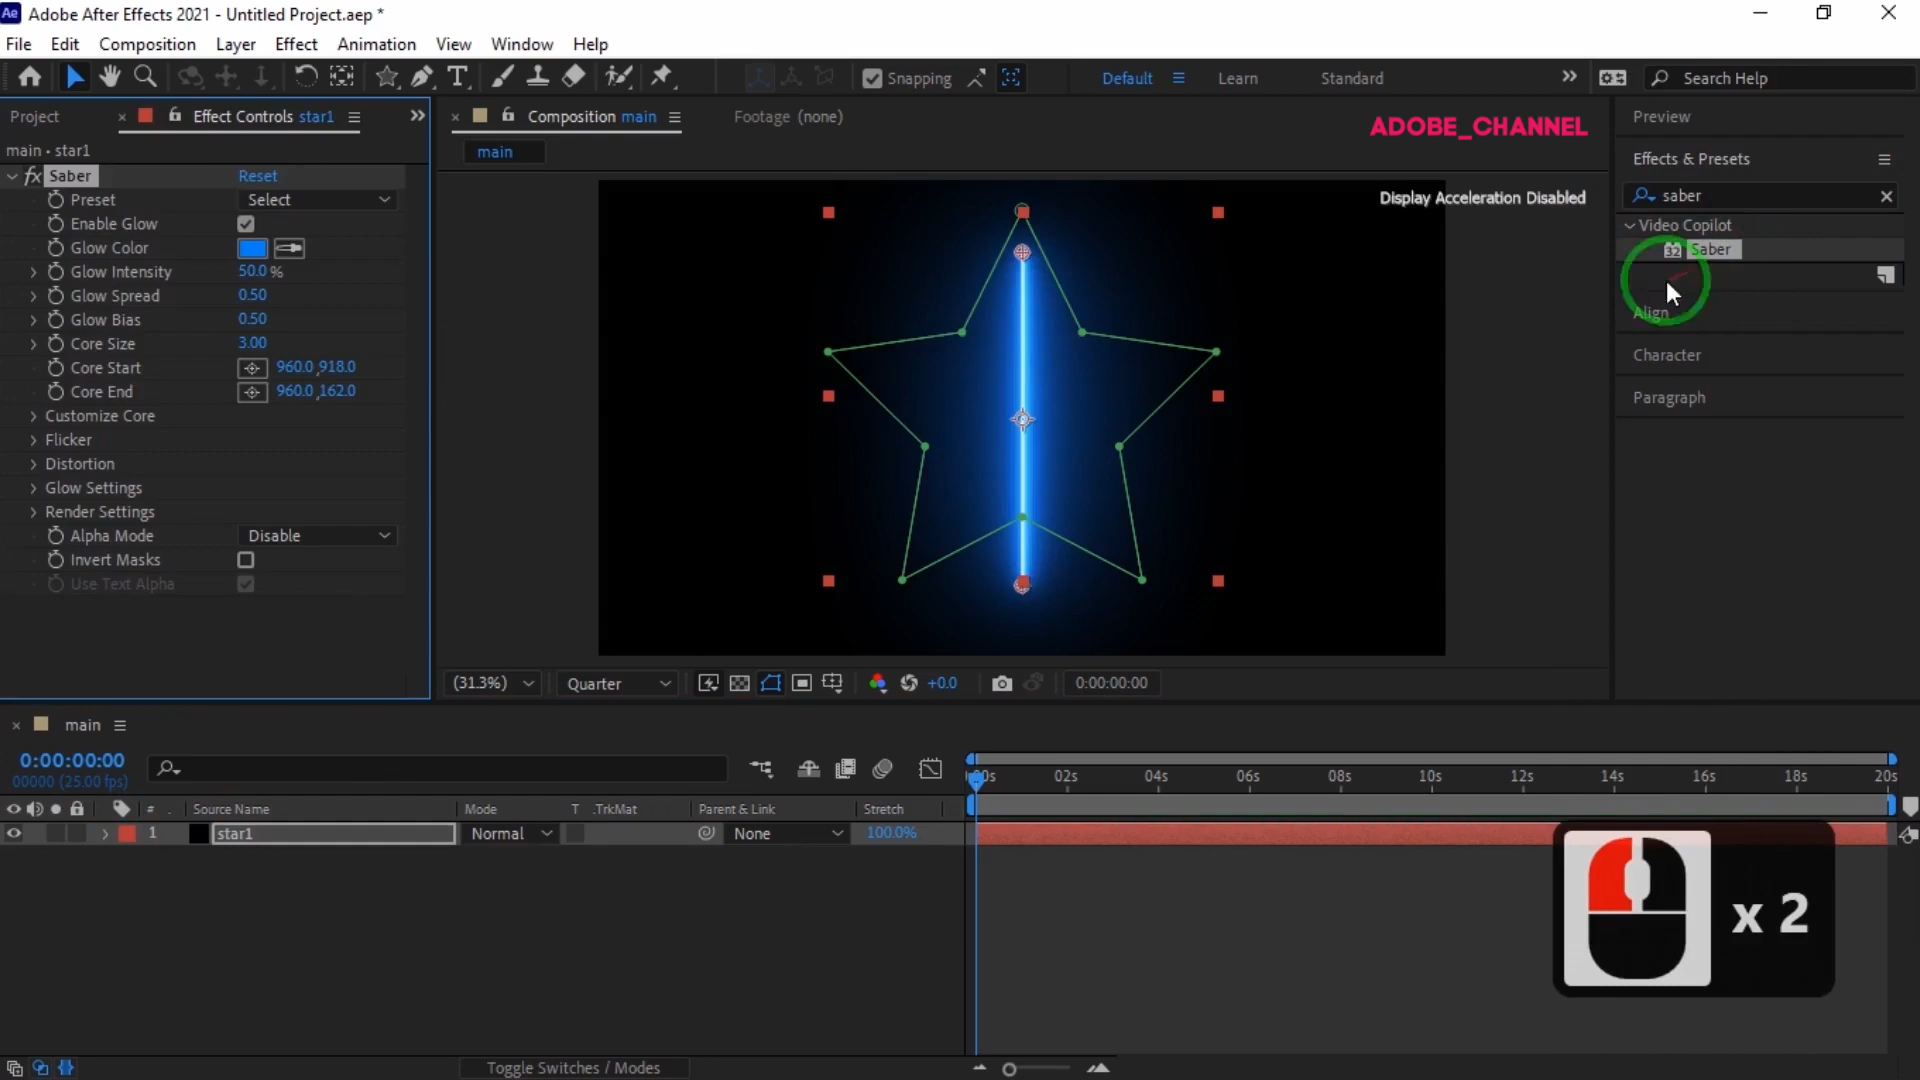 Ae Adobe After Effects 2021 - Untitled Project.aep *
File Edit Composition Layer Effect Animation View Window Help
Snapping Default Learn Standard Search Help
Project Effect Controls star1 Composition main Footage (none) ADOBE_CHANNEL Preview
main • star1
main
Effects & Presets
fx Saber Reset
Display Acceleration Disabled
saber
Preset Select
Enable Glow
Video Copilot
Glow Color
32 Saber
Glow Intensity 50.0 %
Glow Spread 0.50
Align
Glow Bias 0.50
Core Size 3.00
Character
Core Start 960.0,918.0
Core End 960.0,162.0
Paragraph
Customize Core
Flicker
Distortion
Glow Settings
Render Settings
Alpha Mode Disable
Invert Masks
Use Text Alpha
(31.3%) Quarter +0.0 0:00:00:00
main
0:00:00:00
00000 (25.00 fps)
00s 02s 04s 06s 08s 10s 12s 14s 16s 18s 20s
# . Source Name Mode T .TrkMat Parent & Link Stretch
1 star1 Normal None 100.0%
x 2
Toggle Switches / Modes